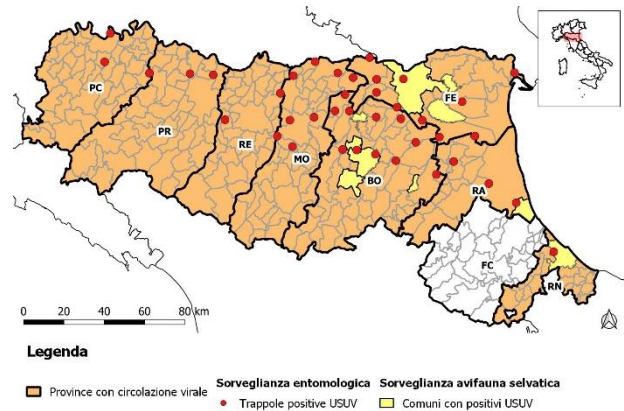 PC
PR
RE
MO
FE
BO
RA
FC
RN
0 20 40 60 80 km
Legenda
Sorveglianza entomologica Sorveglianza avifauna selvatica
Province con circolazione virale Trappole positive USUV Comuni con positivi USUV